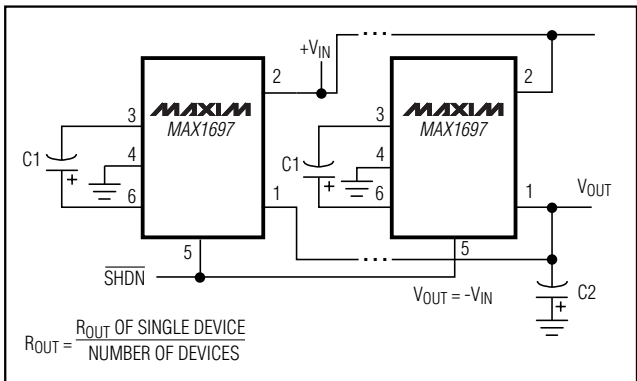 +VIN
2
2
MAXIM
MAX1697
MAXIM
MAX1697
3
3
C1
C1
4
4
+
+
6
6
1
1
VOUT
5
5
SHDN
VOUT = -VIN
C2
+
ROUT = ROUT OF SINGLE DEVICE
NUMBER OF DEVICES